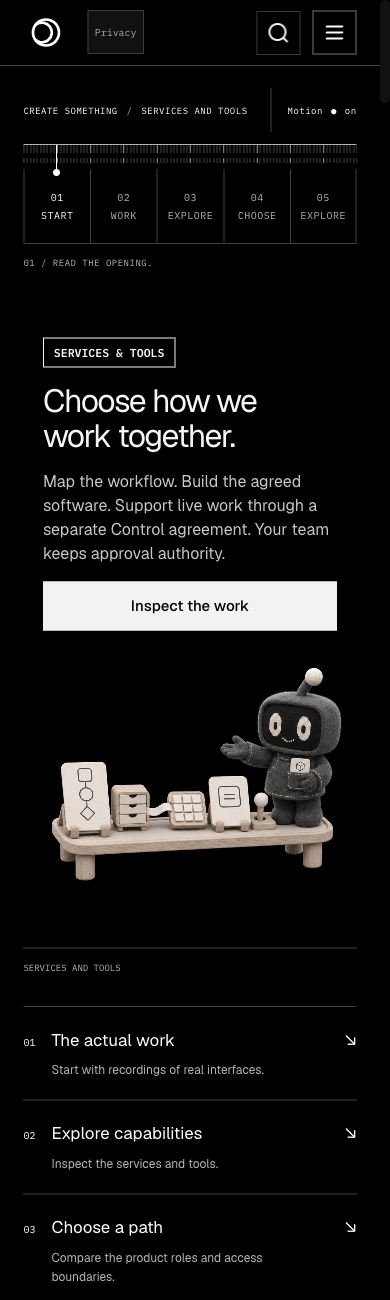 Privacy
CREATE SOMETHING / SERVICES AND TOOLS
Motion ● on
01
START
02
WORK
03
EXPLORE
04
CHOOSE
05
EXPLORE
01 / READ THE OPENING.
SERVICES & TOOLS
Choose how we
work together.
Map the workflow. Build the agreed
software. Support live work through a
separate Control agreement. Your team
keeps approval authority.
Inspect the work
SERVICES AND TOOLS
01 The actual work
Start with recordings of real interfaces.
02 Explore capabilities
Inspect the services and tools.
03 Choose a path
Compare the product roles and access
boundaries.